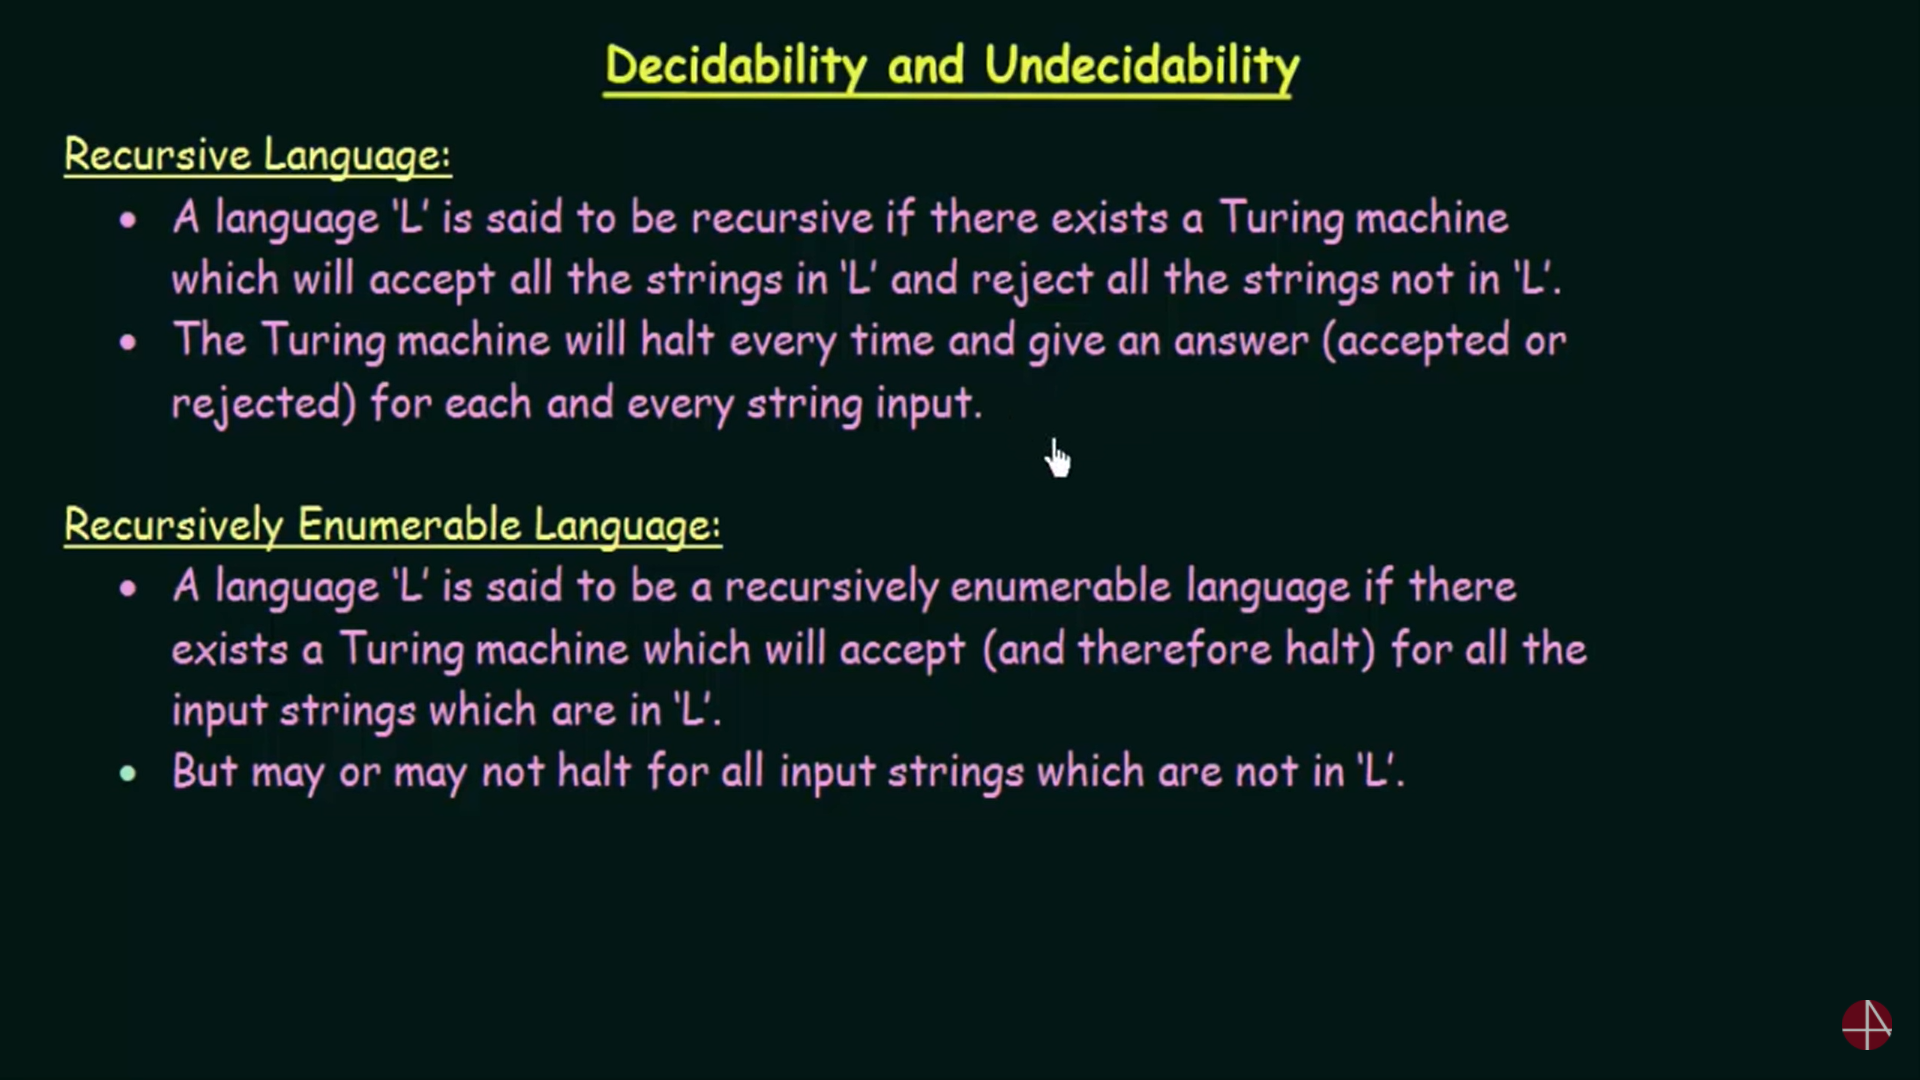 Decidability and Undecidability
Recursive Language:
• A language ‘L’ is said to be recursive if there exists a Turing machine
which will accept all the strings in ‘L’ and reject all the strings not in ‘L’.
• The Turing machine will halt every time and give an answer (accepted or
rejected) for each and every string input.
Recursively Enumerable Language:
• A language ‘L’ is said to be a recursively enumerable language if there
exists a Turing machine which will accept (and therefore halt) for all the
input strings which are in ‘L’.
• But may or may not halt for all input strings which are not in ‘L’.